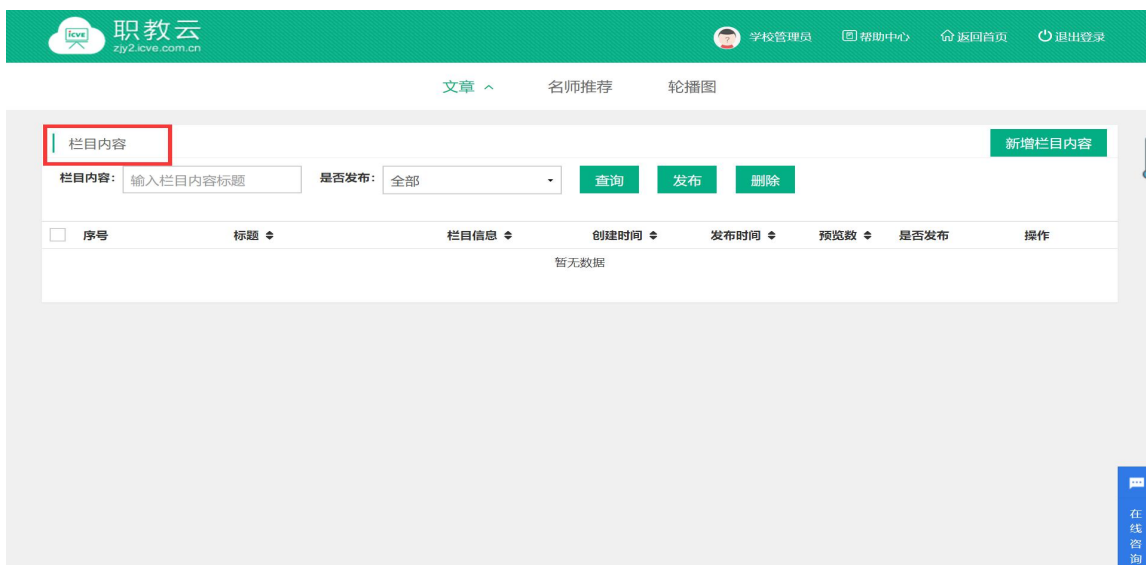 icve 职教云
zjy2.icve.com.cn
学校管理员 帮助中心 返回首页 退出登录
文章 名师推荐 轮播图
栏目内容 新增栏目内容
栏目内容: 输入栏目内容标题 是否发布: 全部 查询 发布 删除
序号 标题 栏目信息 创建时间 发布时间 预览数 是否发布 操作
暂无数据
在线咨询